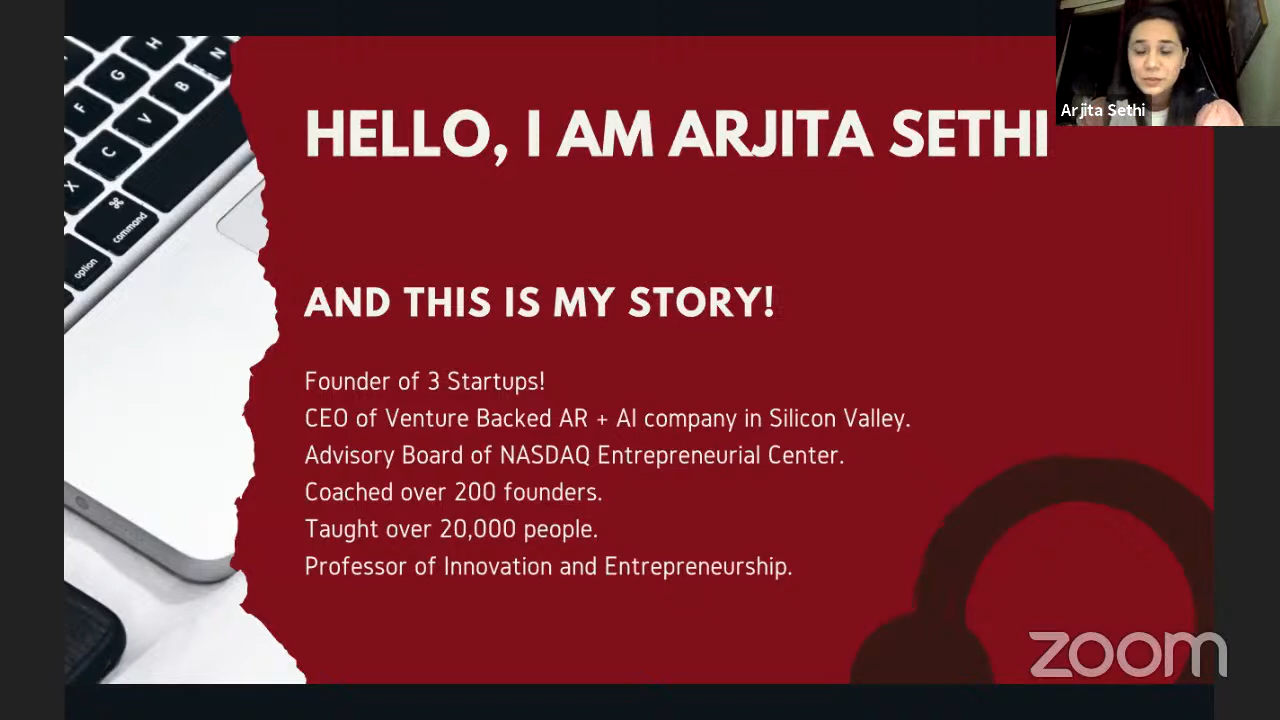 HELLO, I AM ARJITA SETHI
Arjita Sethi
AND THIS IS MY STORY!
Founder of 3 Startups!
CEO of Venture Backed AR + AI company in Silicon Valley.
Advisory Board of NASDAQ Entrepreneurial Center.
Coached over 200 founders.
Taught over 20,000 people.
Professor of Innovation and Entrepreneurship.
H
N
G
B
F
V
C
X
⌘
command
option
zoom